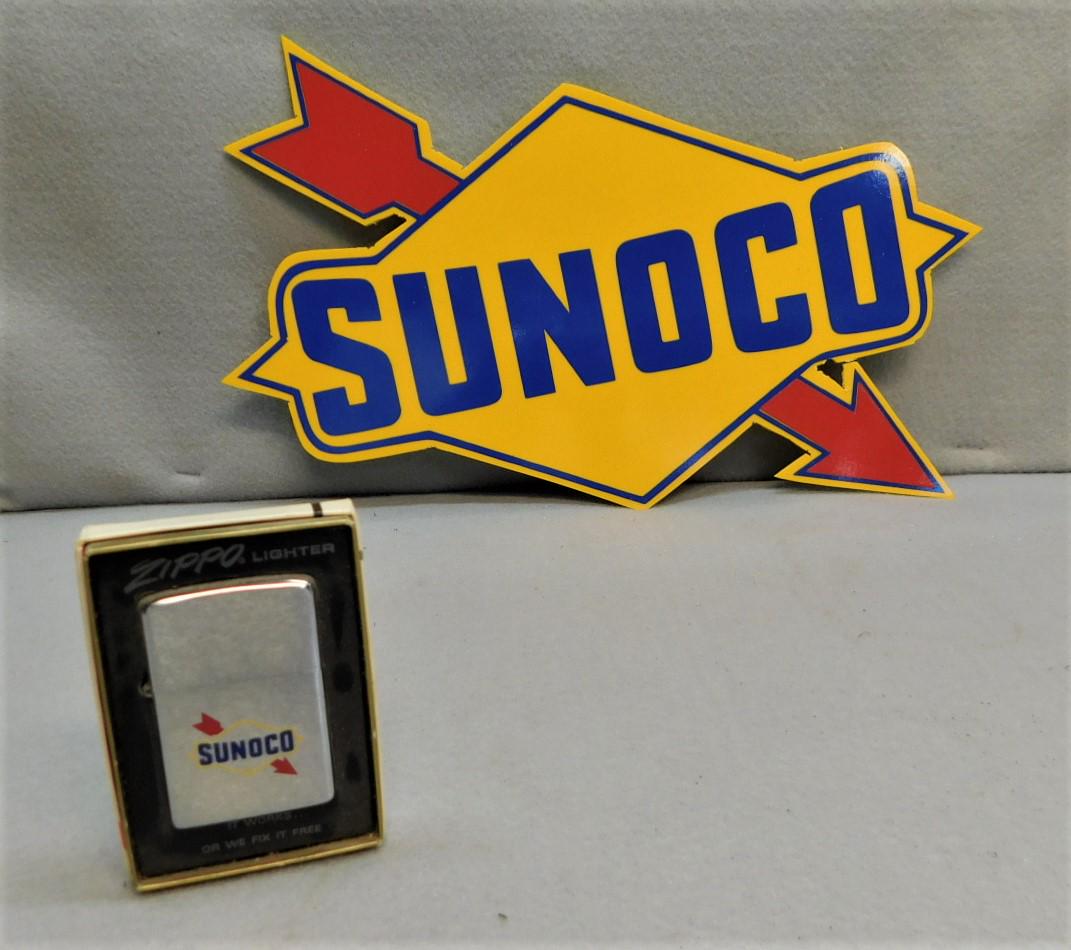 SUNOCO
ZIPPO® LIGHTER
SUNOCO
IT WORKS...
OR WE FIX IT FREE